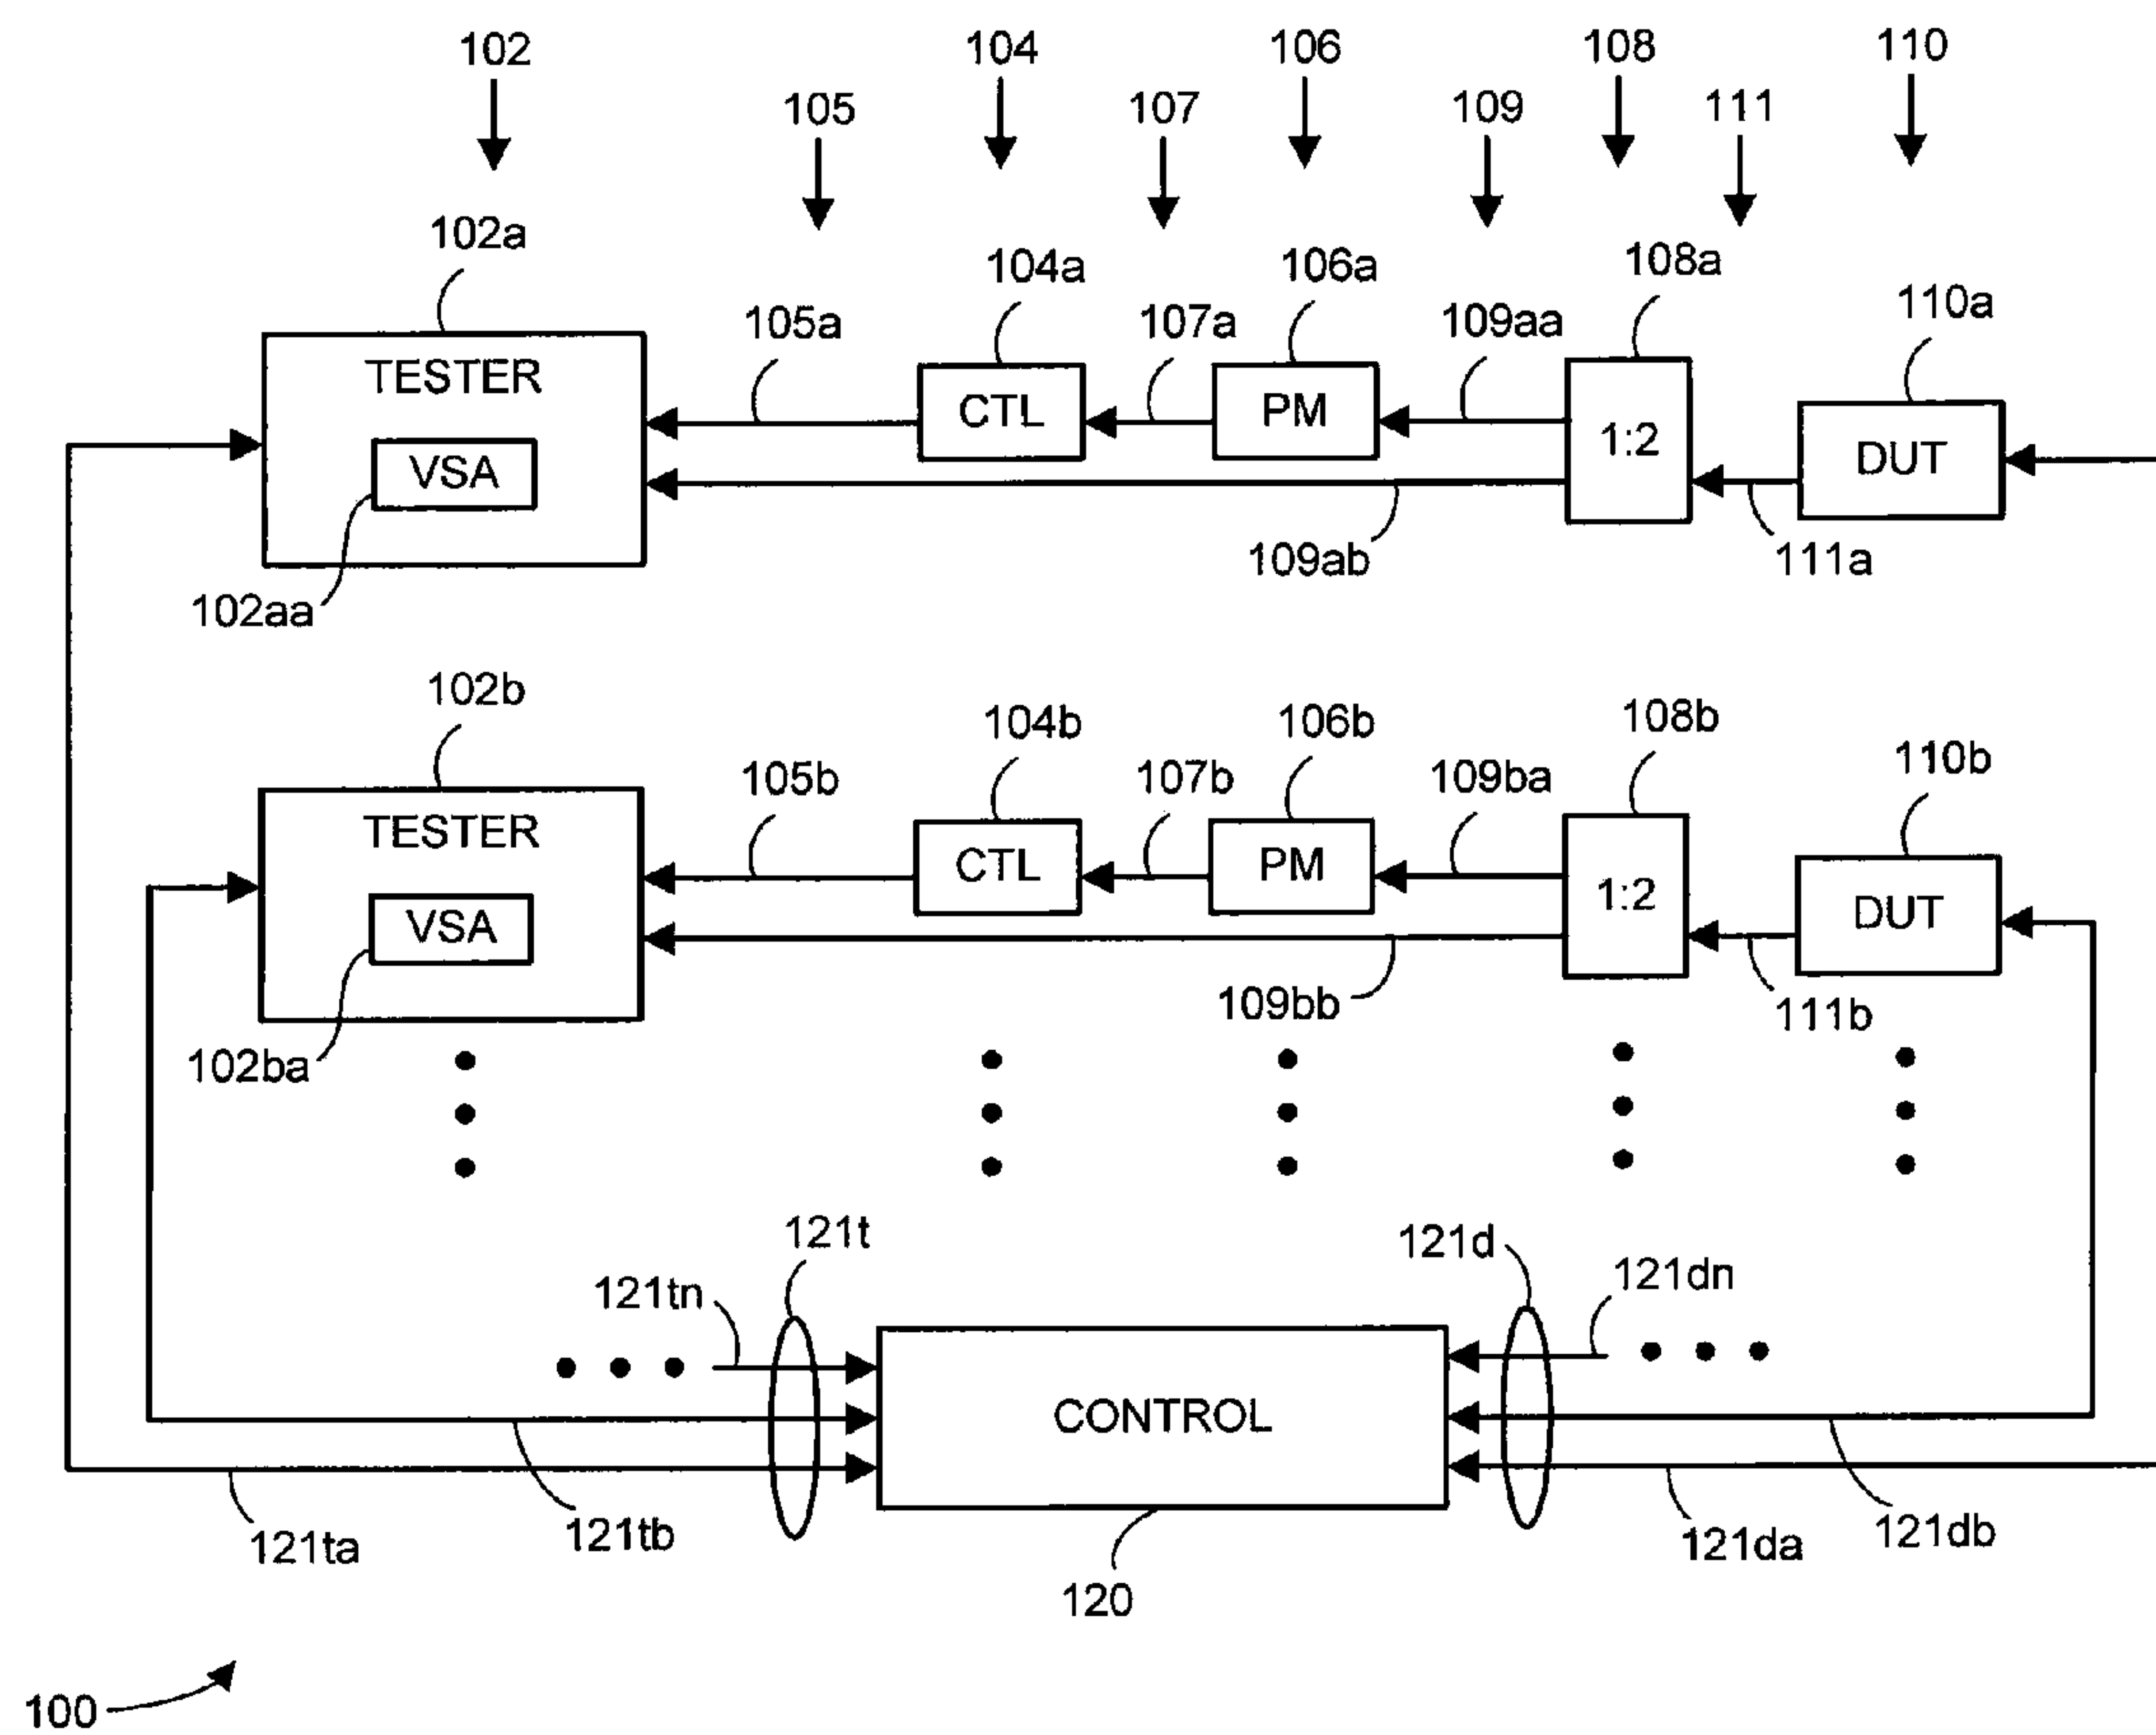 102 104 106 108 110
105 107 109 111
102a 104a 106a 108a 110a
105a 107a 109aa
TESTER CTL PM 1:2 DUT
VSA
109ab 111a
102aa
102b 104b 106b 108b 110b
105b 107b 109ba
TESTER CTL PM 1:2 DUT
VSA
109bb 111b
102ba
121t 121d
121tn 121dn
CONTROL
121ta 121tb 121da 121db
120
100